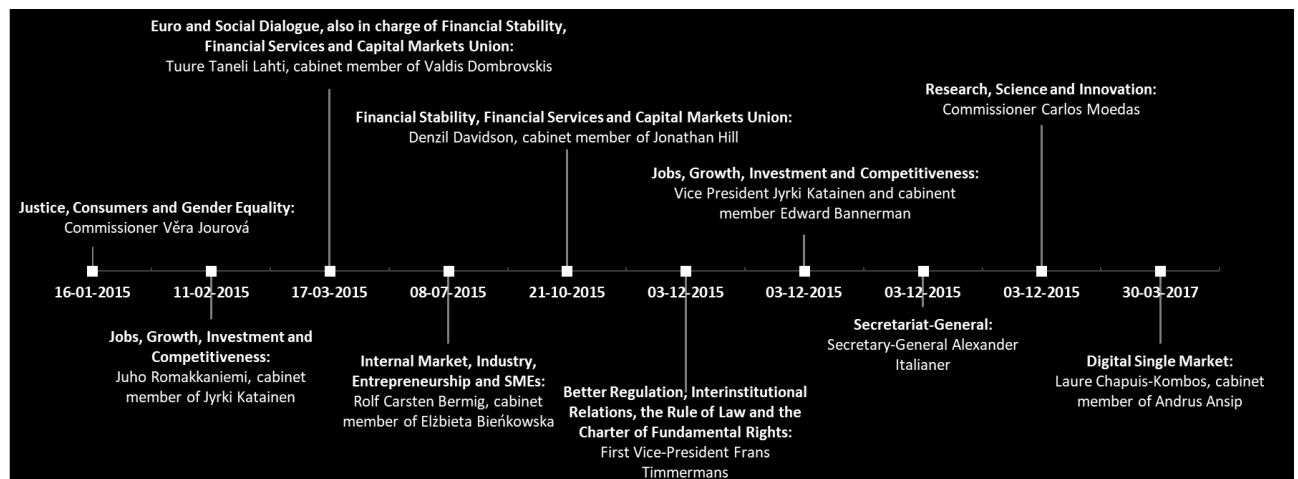 Euro and Social Dialogue, also in charge of Financial Stability,
Financial Services and Capital Markets Union:
Tuure Taneli Lahti, cabinet member of Valdis Dombrovskis
Research, Science and Innovation:
Commissioner Carlos Moedas
Financial Stability, Financial Services and Capital Markets Union:
Denzil Davidson, cabinet member of Jonathan Hill
Jobs, Growth, Investment and Competitiveness:
Vice President Jyrki Katainen and cabinent
member Edward Bannerman
Justice, Consumers and Gender Equality:
Commissioner Věra Jourová
16-01-2015 11-02-2015 17-03-2015 08-07-2015 21-10-2015 03-12-2015 03-12-2015 03-12-2015 03-12-2015 30-03-2017
Jobs, Growth, Investment and
Competitiveness:
Juho Romakkaniemi, cabinet
member of Jyrki Katainen
Internal Market, Industry,
Entrepreneurship and SMEs:
Rolf Carsten Bermig, cabinet
member of Elżbieta Bieńkowska
Better Regulation, Interinstitutional
Relations, the Rule of Law and the
Charter of Fundamental Rights:
First Vice-President Frans
Timmermans
Secretariat-General:
Secretary-General Alexander
Italianer
Digital Single Market:
Laure Chapuis-Kombos, cabinet
member of Andrus Ansip